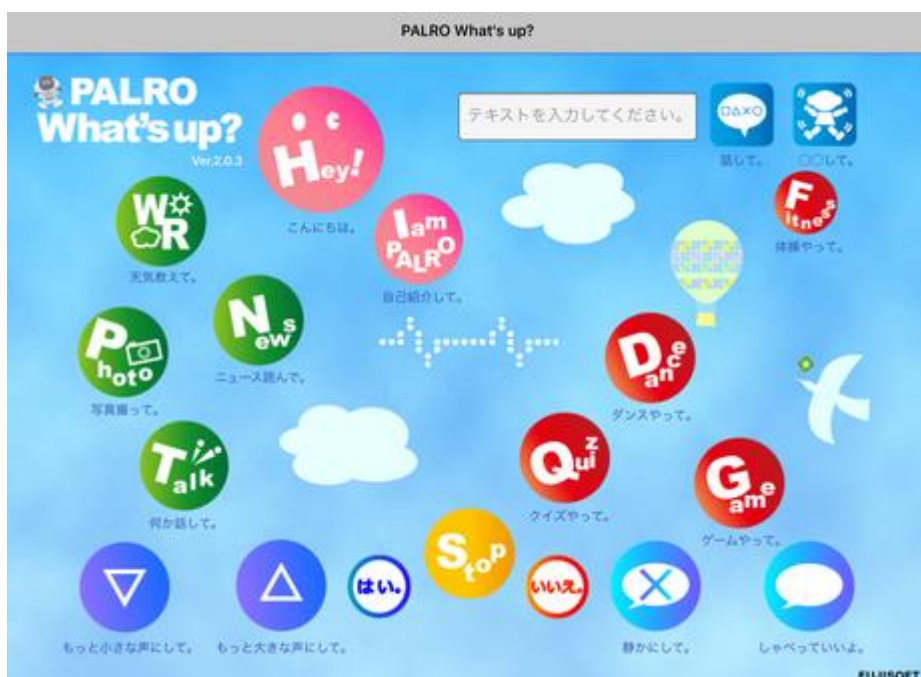 PALRO What's up?
PALRO
What's up?
Ver.2.0.3
Hey!
こんにちは。
テキストを入力してください。
話して。
○○して。
WR
天気教えて。
I am PALRO
自己紹介して。
Fitness
体操やって。
News
ニュース読んで。
Photo
写真撮って。
Dance
ダンスやって。
Talk
何か話して。
Quiz
クイズやって。
Game
ゲームやって。
Stop
はい。
いいえ。
もっと小さな声にして。
もっと大きな声にして。
静かにして。
しゃべっていいよ。
FUJISOFT